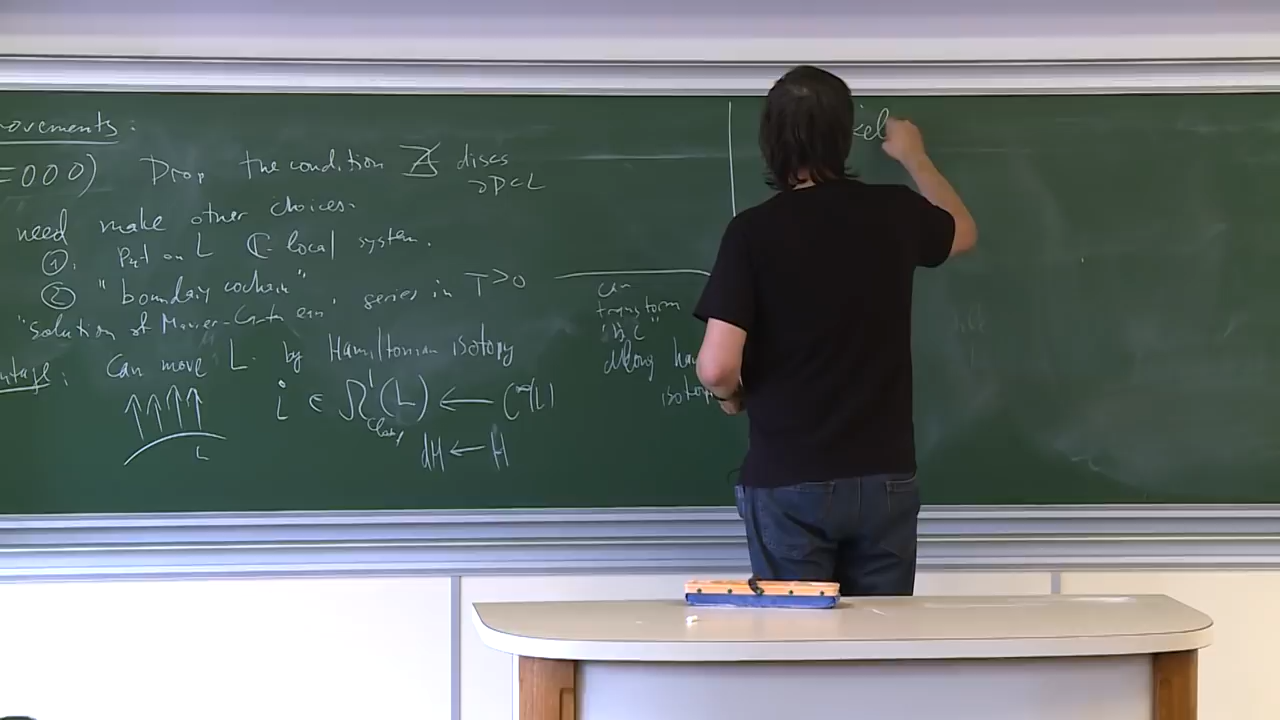 ovements:
=000) Drop the condition ∄ discs
∂D⊂L
need make other choices.
①: Put on L ℂ-local system.
② "boundary cochain"
series in T>0
"solution of Maurer-Cartan eqn"
ntage: Can move L by Hamiltonian isotopy
L̇ ∈ Ω¹(L) ← C^∞(L)
closed
dH ← H
L
can
transform
"b, L"
along ham
isotopy
kel